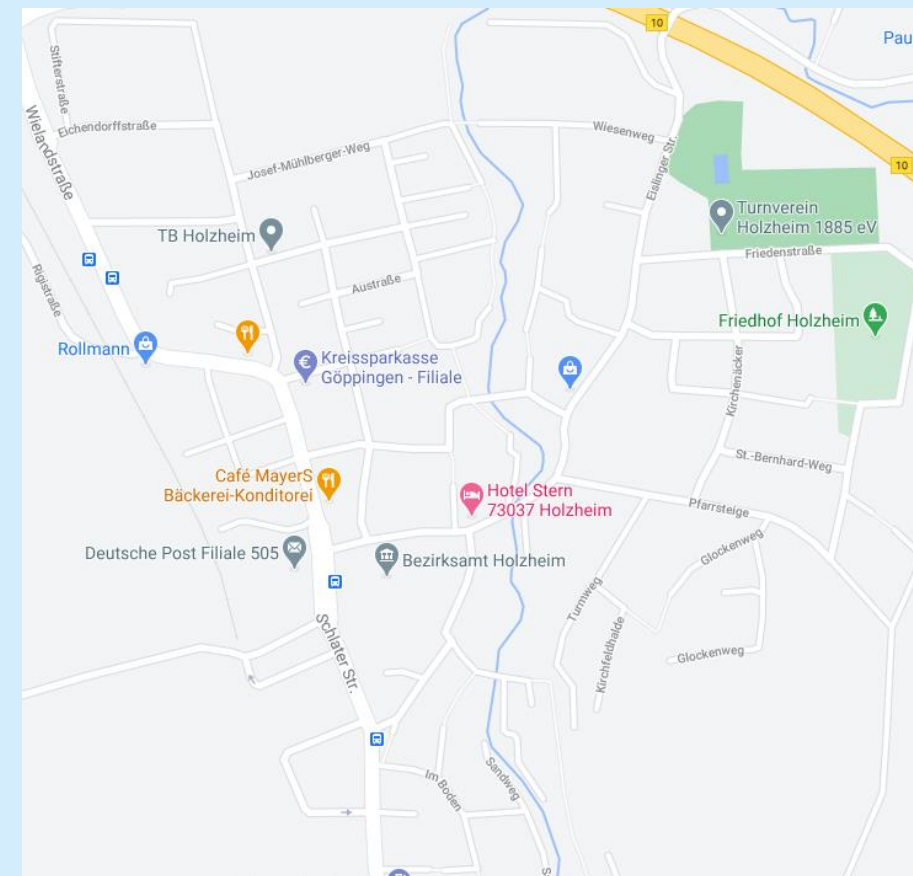 10
Pau
Stifterstraße
Wielandstraße
Eichendorffstraße
Wiesenweg
Josef-Mühlberger-Weg
Eislinger Str.
10
Turnverein
Holzheim 1885 eV
TB Holzheim
Friedenstraße
Rigistraße
Austraße
Friedhof Holzheim
Rollmann
Kreissparkasse
Göppingen - Filiale
Kirchenäcker
St.-Bernhard-Weg
Café MayerS
Bäckerei-Konditorei
Hotel Stern
73037 Holzheim
Pfarrsteige
Deutsche Post Filiale 505
Bezirksamt Holzheim
Glockenweg
Turmweg
Kirchfeldhalde
Schlater Str.
Glockenweg
Im Boden
Sandweg
S